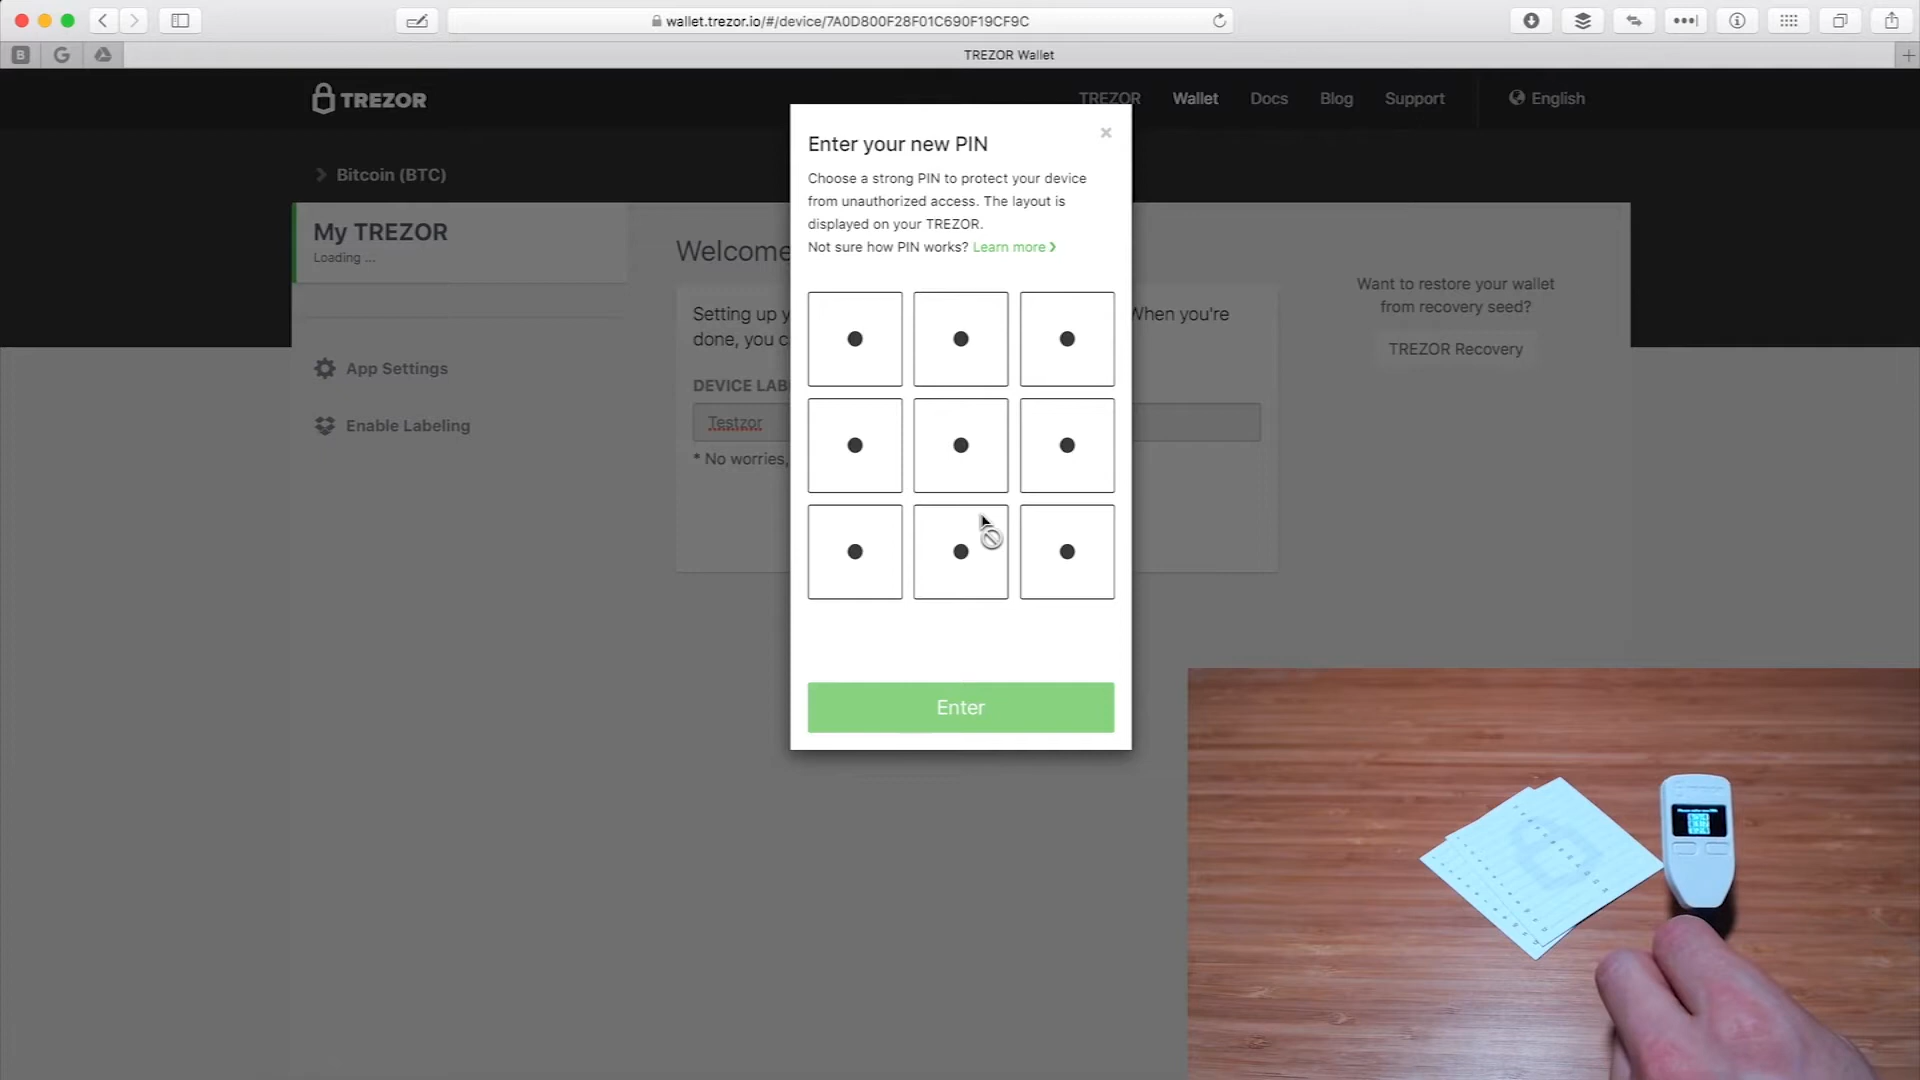 wallet.trezor.io/#/device/7A0D800F28F01C690F19CF9C
B
G
TREZOR Wallet
TREZOR
TREZOR
Wallet
Docs
Blog
Support
English
Bitcoin (BTC)
My TREZOR
Loading ...
App Settings
Enable Labeling
Welcome
Setting up y
When you're
done, you c
DEVICE LAB
Testzor
* No worries,
Enter your new PIN
Choose a strong PIN to protect your device
from unauthorized access. The layout is
displayed on your TREZOR.
Not sure how PIN works? Learn more
Enter
Want to restore your wallet
from recovery seed?
TREZOR Recovery